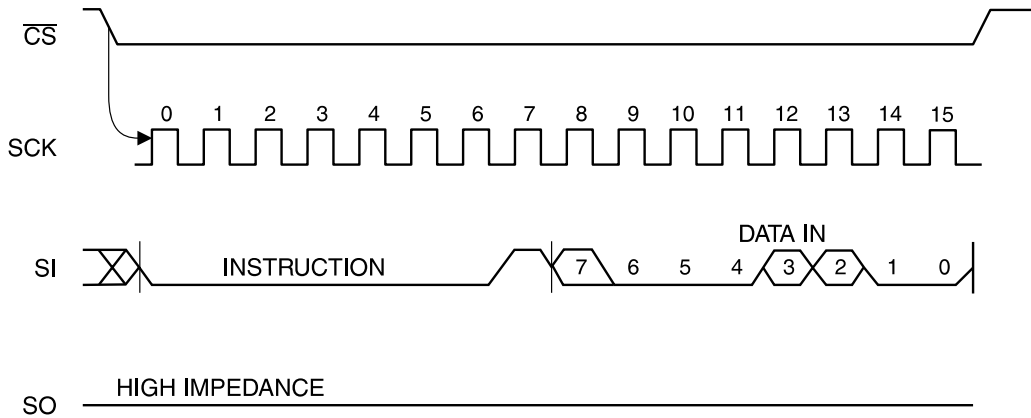 CS
0 1 2 3 4 5 6 7 8 9 10 11 12 13 14 15
SCK
DATA IN
SI
INSTRUCTION
7 6 5 4 3 2 1 0
HIGH IMPEDANCE
SO